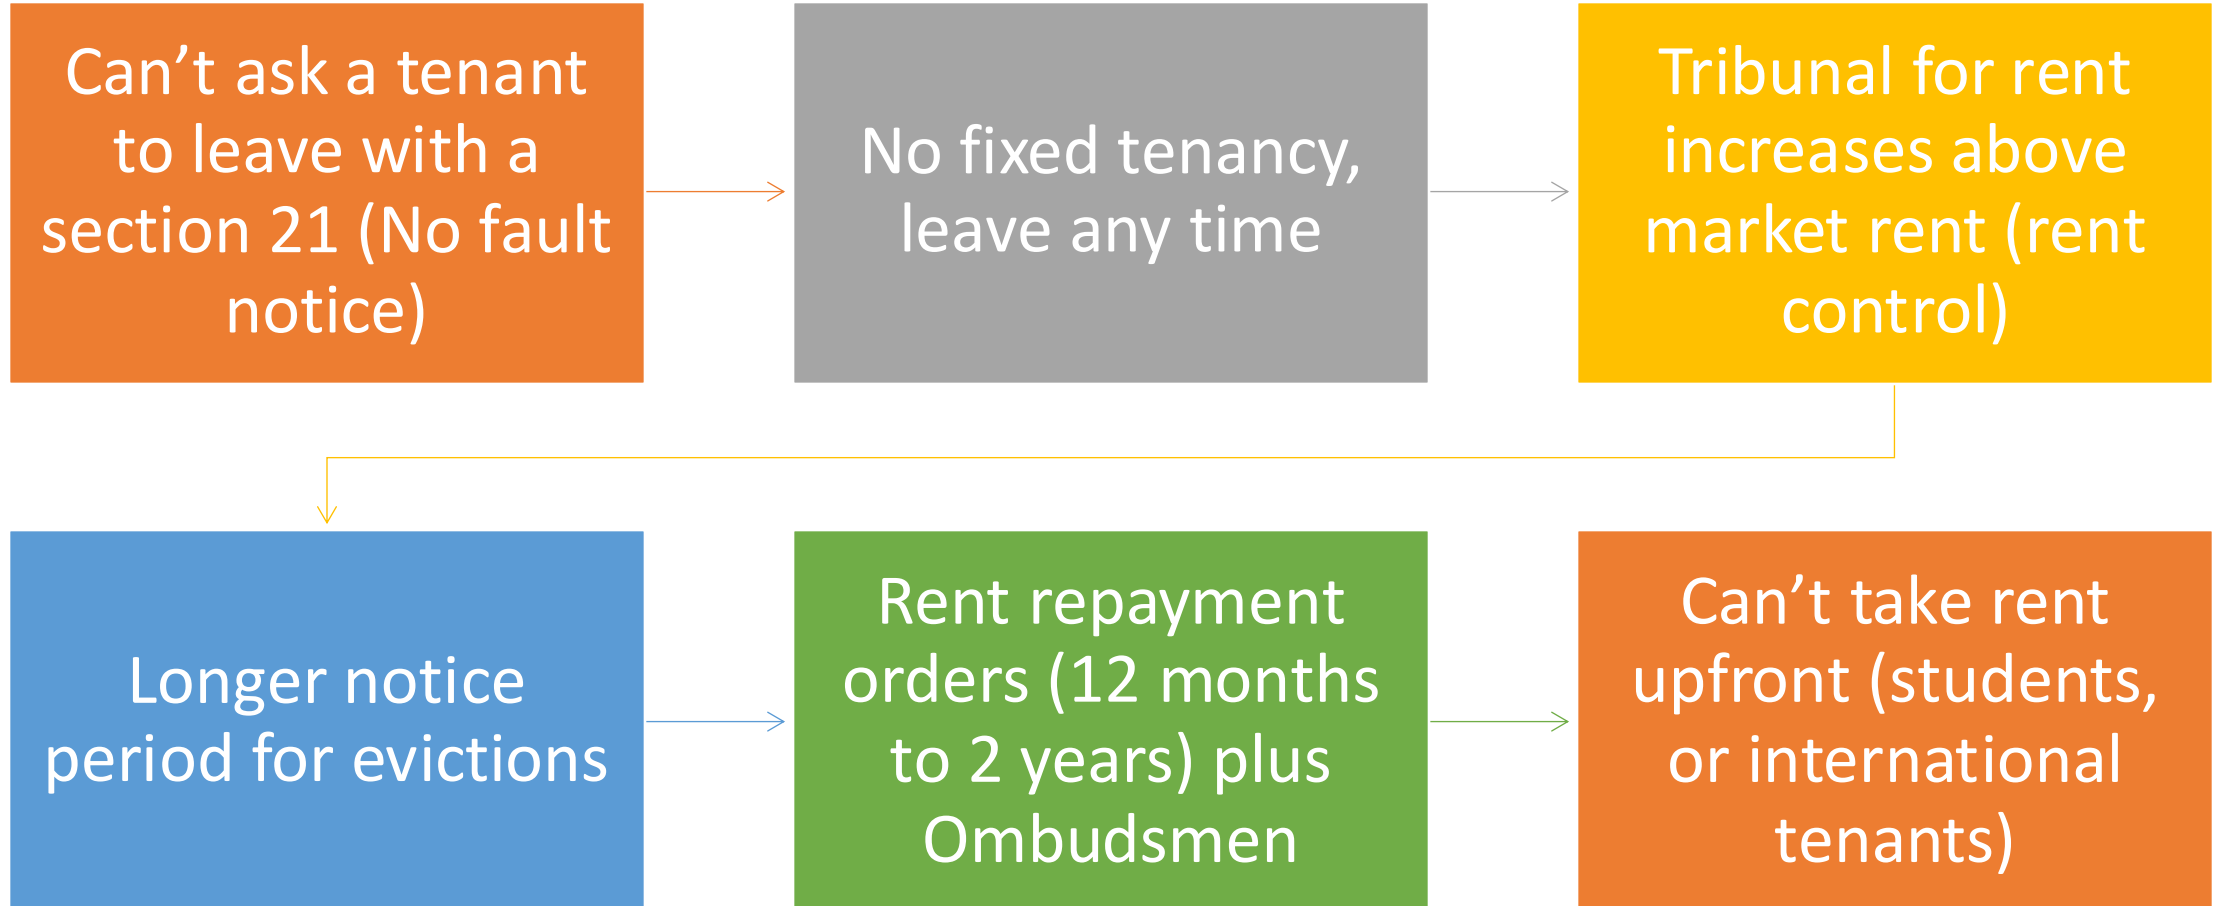 Can’t ask a tenant
to leave with a
section 21 (No fault
notice)
No fixed tenancy,
leave any time
Tribunal for rent
increases above
market rent (rent
control)
Longer notice
period for evictions
Rent repayment
orders (12 months
to 2 years) plus
Ombudsmen
Can’t take rent
upfront (students,
or international
tenants)